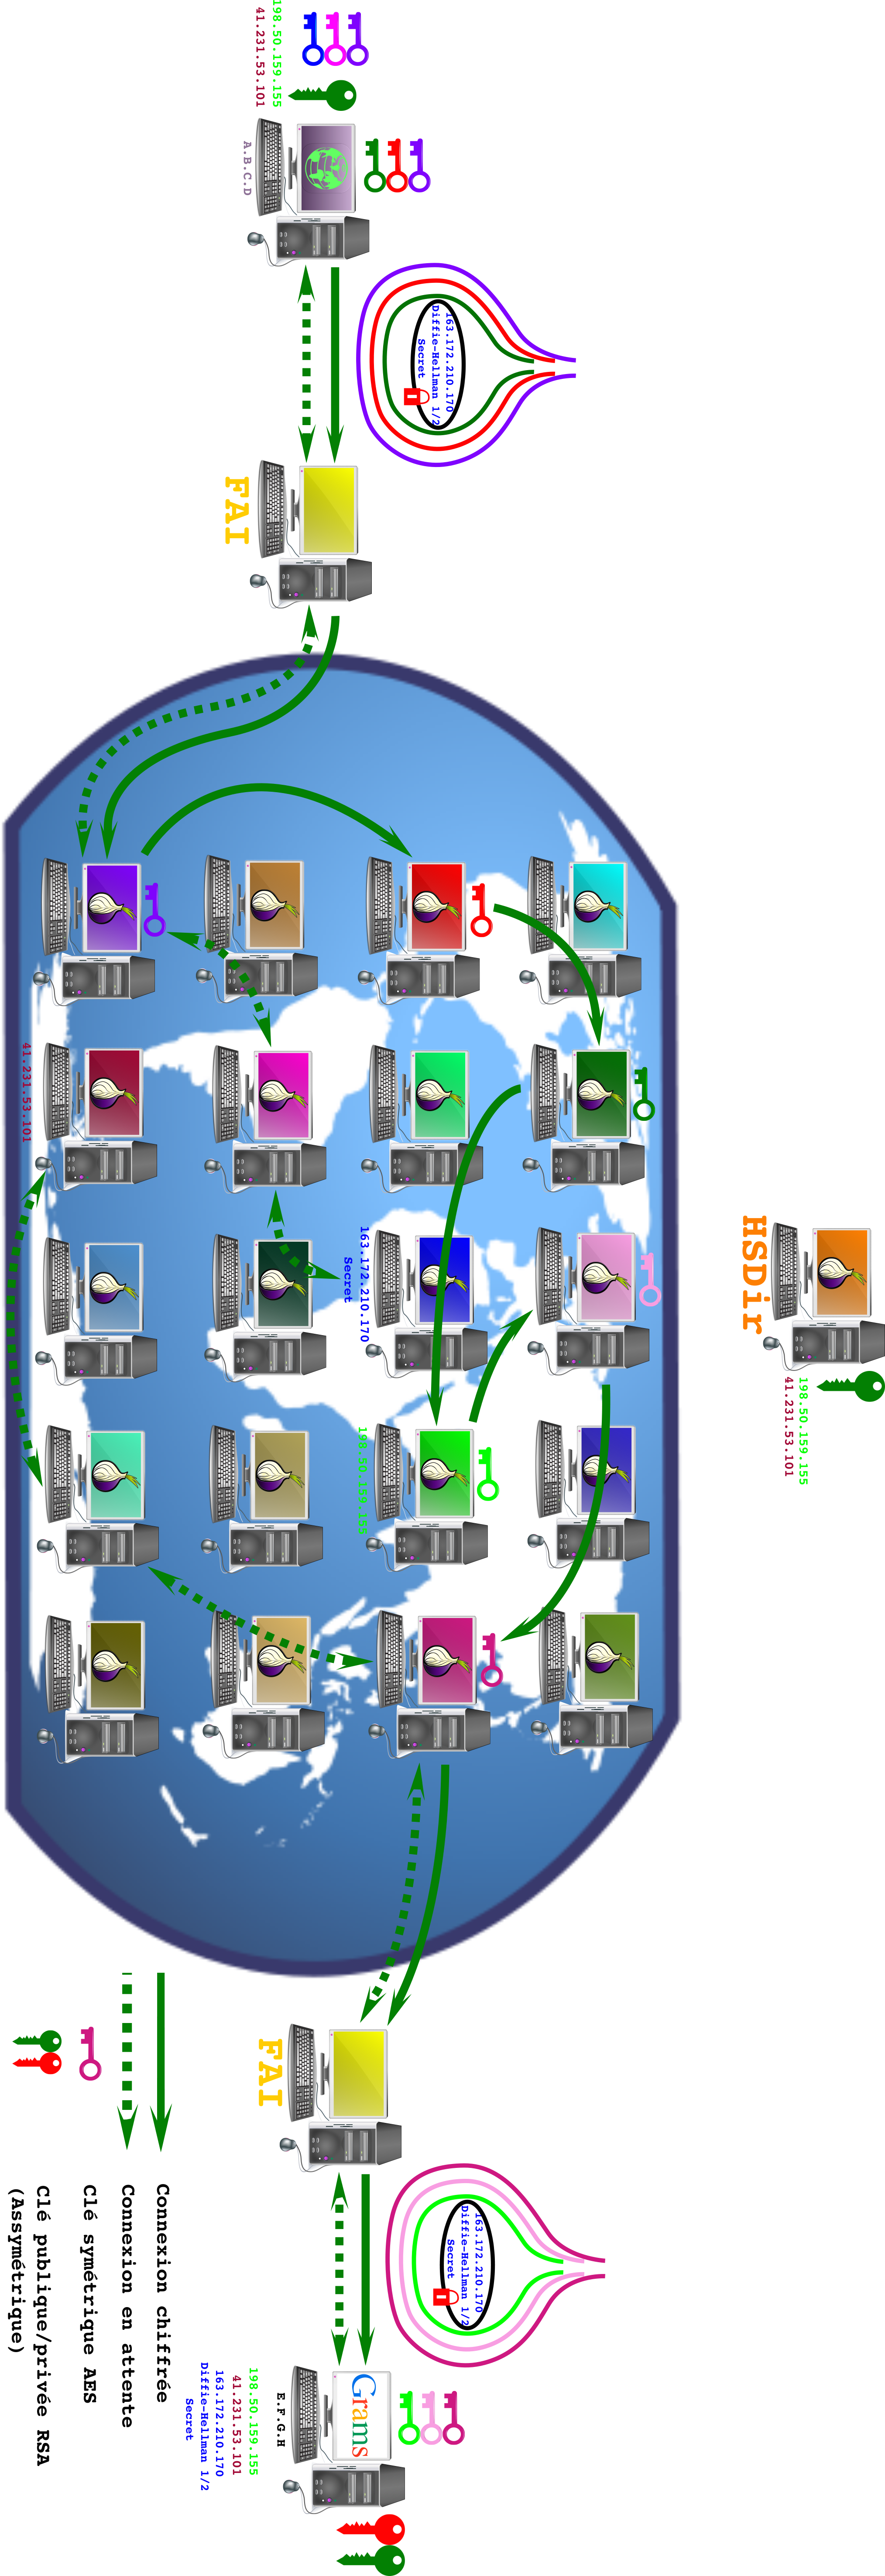 198.50.159.155
41.231.53.101
A.B.C.D
163.172.210.170
Diffie-Hellman 1/2
Secret
FAI
HSDir
198.50.159.155
41.231.53.101
163.172.210.170
Secret
198.50.159.155
41.231.53.101
FAI
163.172.210.170
Diffie-Hellman 1/2
Secret
Grams
E.F.G.H
198.50.159.155
41.231.53.101
163.172.210.170
Diffie-Hellman 1/2
Secret
Connexion chiffrée
Connexion en attente
Clé symétrique AES
Clé publique/privée RSA
(Assymétrique)